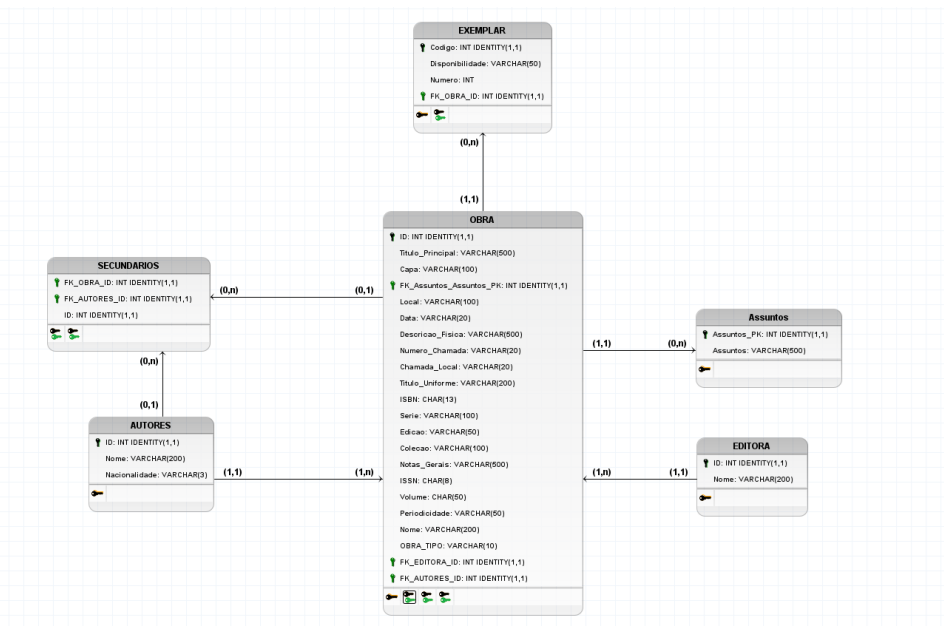 EXEMPLAR
Codigo: INT IDENTITY(1,1)
Disponibilidade: VARCHAR(50)
Numero: INT
FK_OBRA_ID: INT IDENTITY(1,1)
(0,n)
(1,1)
OBRA
ID: INT IDENTITY(1,1)
Titulo_Principal: VARCHAR(500)
Capa: VARCHAR(100)
FK_Assuntos_Assuntos_PK: INT IDENTITY(1,1)
Local: VARCHAR(100)
Data: VARCHAR(20)
Descricao_Fisica: VARCHAR(500)
Numero_Chamada: VARCHAR(20)
Chamada_Local: VARCHAR(20)
Titulo_Uniforme: VARCHAR(200)
ISBN: CHAR(13)
Serie: VARCHAR(100)
Edicao: VARCHAR(50)
Colecao: VARCHAR(100)
Notas_Gerais: VARCHAR(500)
ISSN: CHAR(8)
Volume: CHAR(50)
Periodicidade: VARCHAR(50)
Nome: VARCHAR(200)
OBRA_TIPO: VARCHAR(10)
FK_EDITORA_ID: INT IDENTITY(1,1)
FK_AUTORES_ID: INT IDENTITY(1,1)
SECUNDARIOS
FK_OBRA_ID: INT IDENTITY(1,1)
FK_AUTORES_ID: INT IDENTITY(1,1)
ID: INT IDENTITY(1,1)
(0,n)
(0,1)
(0,n)
(0,1)
AUTORES
ID: INT IDENTITY(1,1)
Nome: VARCHAR(200)
Nacionalidade: VARCHAR(3)
(1,1)
(1,n)
(1,1)
(0,n)
Assuntos
Assuntos_PK: INT IDENTITY(1,1)
Assuntos: VARCHAR(500)
EDITORA
ID: INT IDENTITY(1,1)
Nome: VARCHAR(200)
(1,n)
(1,1)